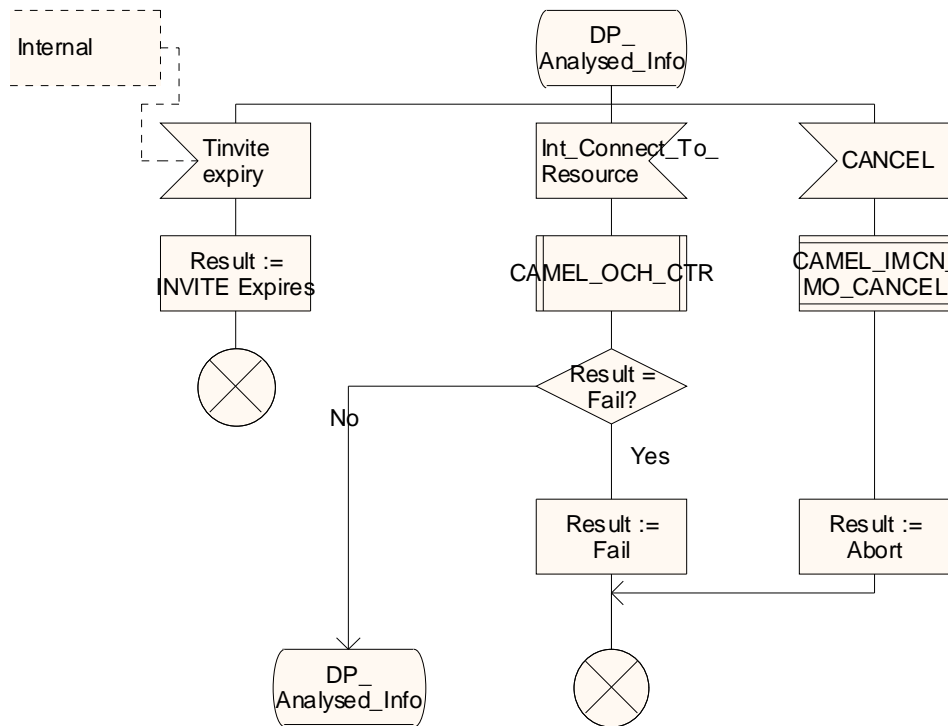 Internal
DP_
Analysed_Info
Tinvite
expiry
Int_Connect_To_
Resource
CANCEL
Result :=
INVITE Expires
CAMEL_OCH_CTR
CAMEL_IMCN_
MO_CANCEL
Result =
Fail?
No
Yes
Result :=
Fail
Result :=
Abort
DP_
Analysed_Info